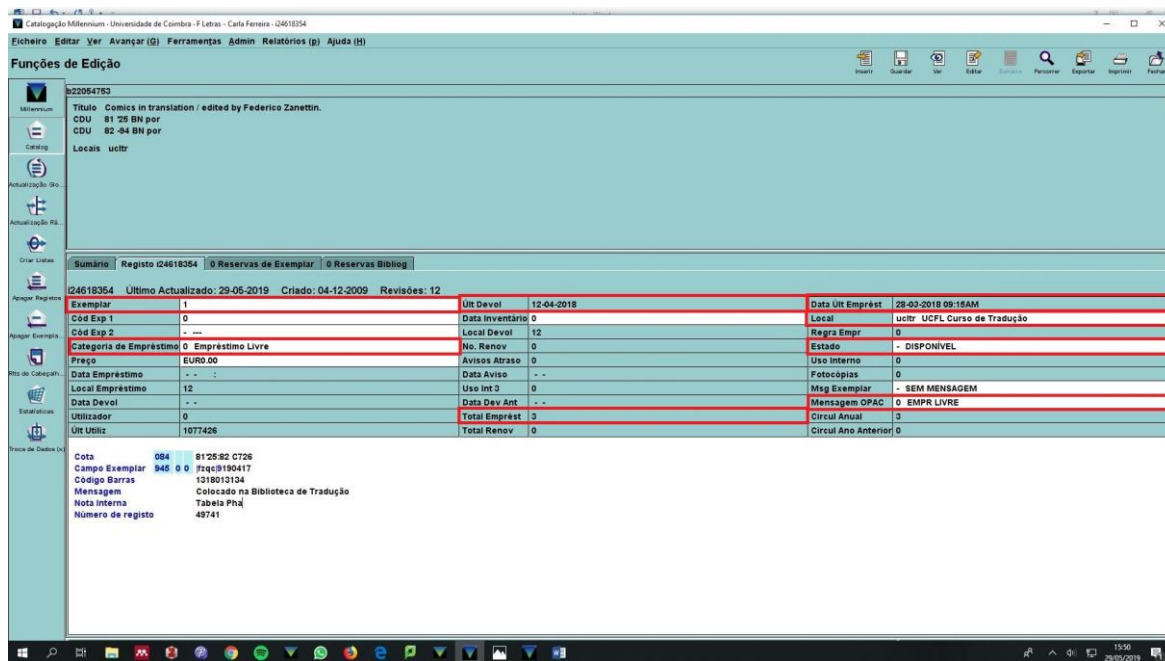 Catalogação Millennium - Universidade de Coimbra - F Letras - Carla Ferreira - i24618354
Ficheiro Editar Ver Avançar (G) Ferramentas Admin Relatórios (p) Ajuda (H)
Funções de Edição
Inserir Guardar Ver Editar Sumário Percorrer Exportar Imprimir Fechar
Millennium
Catalog
Actualização Glo...
Actualização Rá...
Criar Listas
Apagar Registos
Apagar Exempla...
Rlts de Cabeçalh...
Estatísticas
Troca de Dados (x)
b22054753
Título Comics in translation / edited by Federico Zanettin.
CDU 81 '25 BN por
CDU 82 -94 BN por
Locais ucltr
Sumário Registo i24618354 0 Reservas de Exemplar 0 Reservas Bibliog
i24618354 Último Actualizado: 29-05-2019 Criado: 04-12-2009 Revisões: 12
Exemplar 1 Últ Devol 12-04-2018 Data Últ Emprést 28-03-2018 09:15AM
Cód Exp 1 0 Data Inventário 0 Local ucltr UCFL Curso de Tradução
Cód Exp 2 - --- Local Devol 12 Regra Empr 0
Categoria de Empréstimo 0 Empréstimo Livre No. Renov 0 Estado - DISPONÍVEL
Preço EUR0.00 Avisos Atraso 0 Uso Interno 0
Data Empréstimo - - : Data Aviso - - Fotocópias 0
Local Empréstimo 12 Uso Int 3 0 Msg Exemplar - SEM MENSAGEM
Data Devol - - Data Dev Ant - - Mensagem OPAC 0 EMPR LIVRE
Utilizador 0 Total Emprést 3 Circul Anual 3
Últ Utiliz 1077426 Total Renov 0 Circul Ano Anterior 0
Cota 084 81'25:82 C726
Campo Exemplar 945 0 0 |fzqc|9190417
Código Barras 1318013134
Mensagem Colocado na Biblioteca de Tradução
Nota Interna Tabela Pha
Número de registo 49741
15:50
29/05/2019